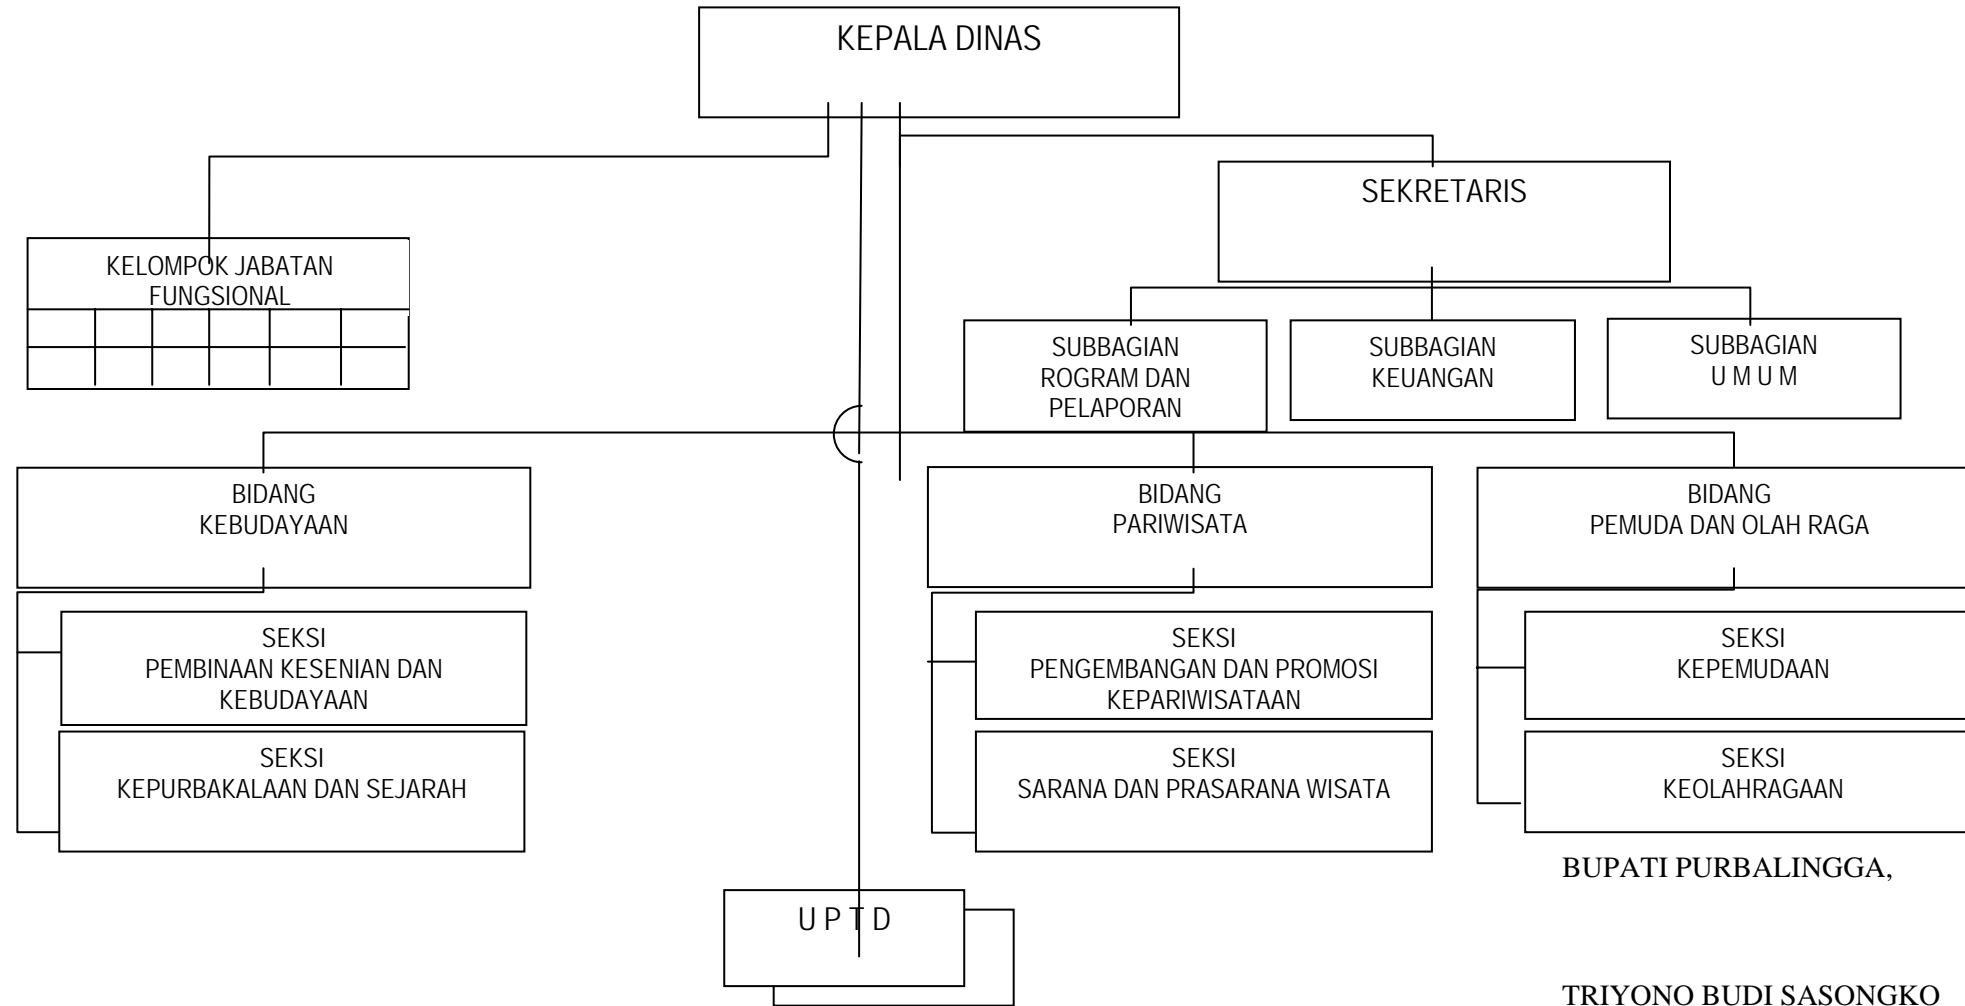 KEPALA DINAS
SEKRETARIS
KELOMPOK JABATAN
FUNGSIONAL
SUBBAGIAN
ROGRAM DAN
PELAPORAN
SUBBAGIAN
KEUANGAN
SUBBAGIAN
U M U M
BIDANG
KEBUDAYAAN
BIDANG
PARIWISATA
BIDANG
PEMUDA DAN OLAH RAGA
SEKSI
PEMBINAAN KESENIAN DAN
KEBUDAYAAN
SEKSI
PENGEMBANGAN DAN PROMOSI
KEPARIWISATAAN
SEKSI
KEPEMUDAAN
SEKSI
KEPURBAKALAAN DAN SEJARAH
SEKSI
SARANA DAN PRASARANA WISATA
SEKSI
KEOLAHRAGAAN
BUPATI PURBALINGGA,
U P T D
TRIYONO BUDI SASONGKO